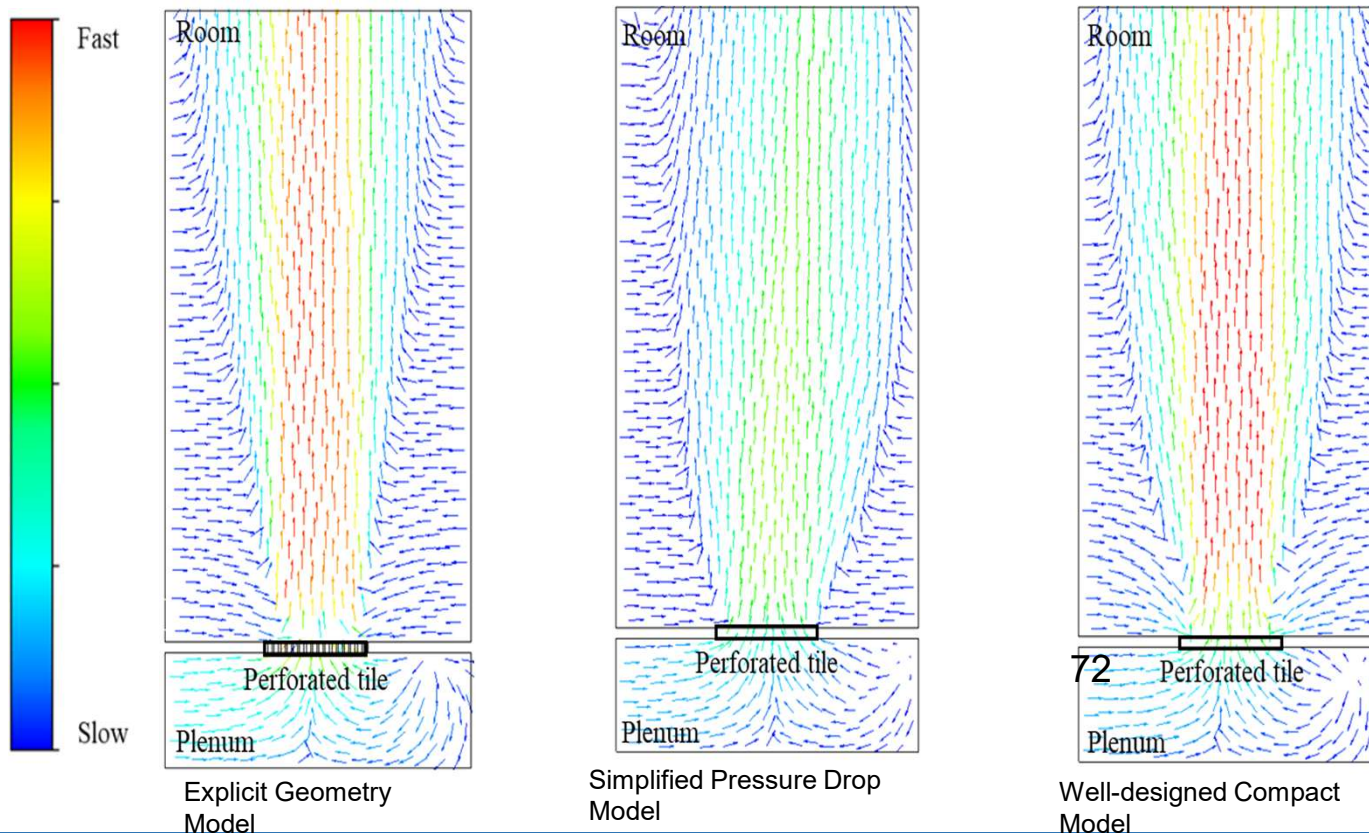 Fast
Slow
Room
Perforated tile
Plenum
Explicit Geometry
Model
Room
Perforated tile
Plenum
Simplified Pressure Drop
Model
Room
72
Perforated tile
Plenum
Well-designed Compact
Model